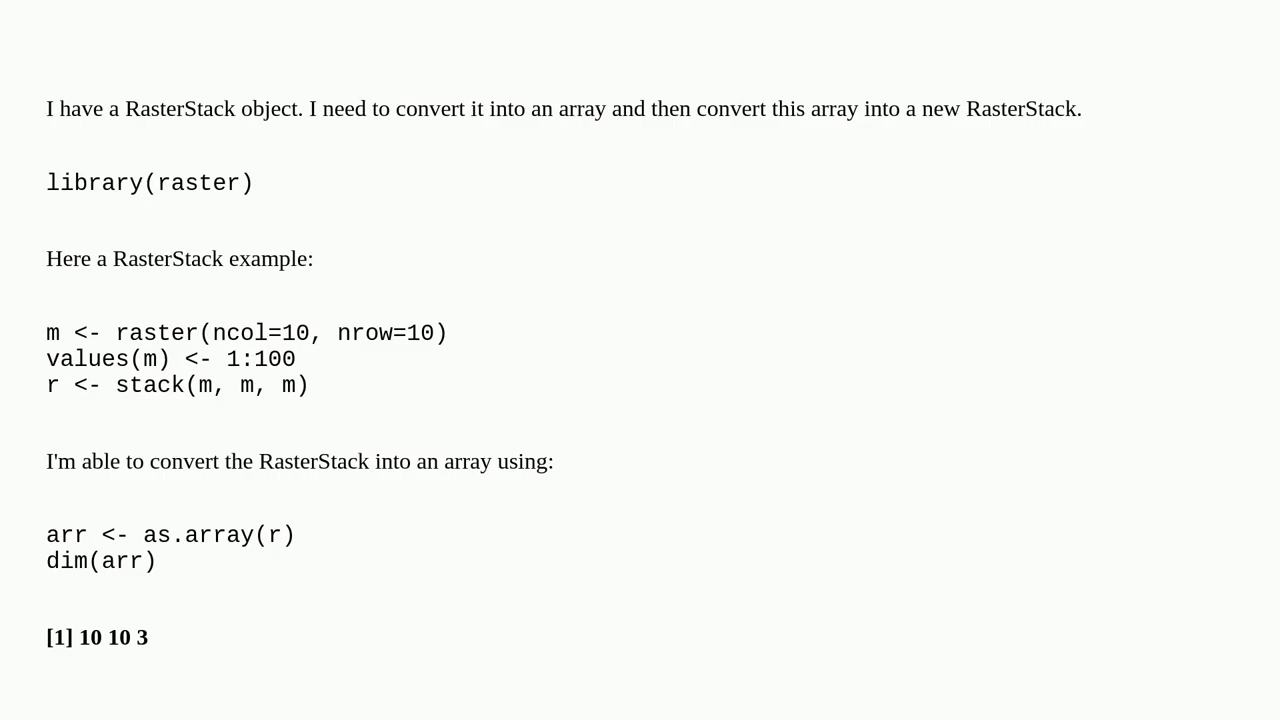 I have a RasterStack object. I need to convert it into an array and then convert this array into a new RasterStack.
library(raster)
Here a RasterStack example:
m <- raster(ncol=10, nrow=10)
values(m) <- 1:100
r <- stack(m, m, m)
I'm able to convert the RasterStack into an array using:
arr <- as.array(r)
dim(arr)
[1] 10 10 3